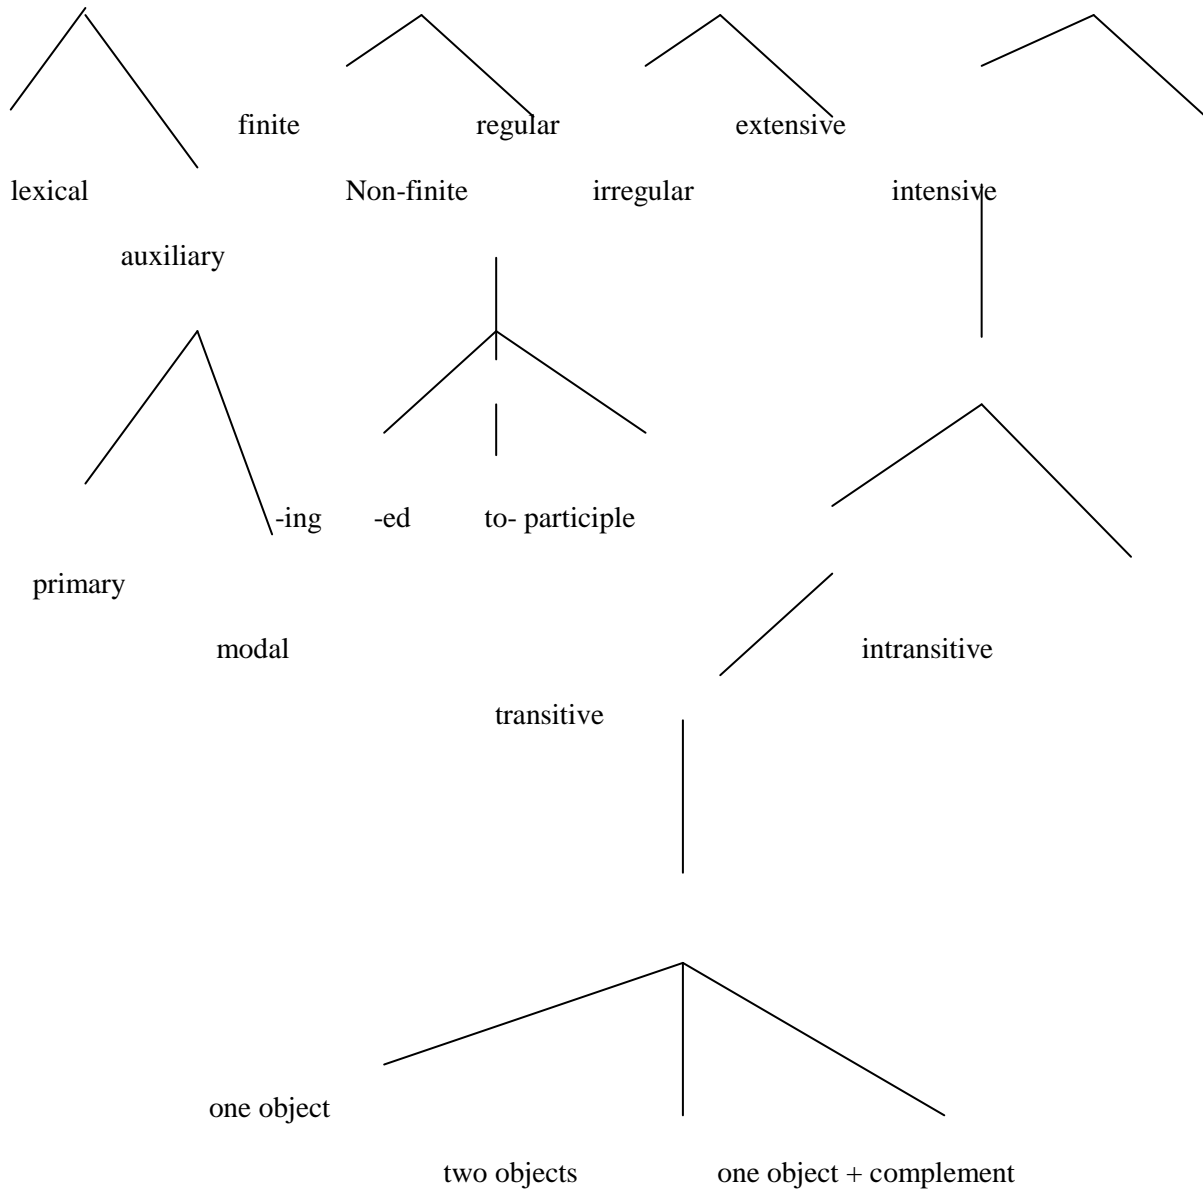 finite regular extensive
lexical Non-finite irregular intensive
auxiliary
-ing -ed to- participle
primary
modal intransitive
transitive
one object
two objects one object + complement